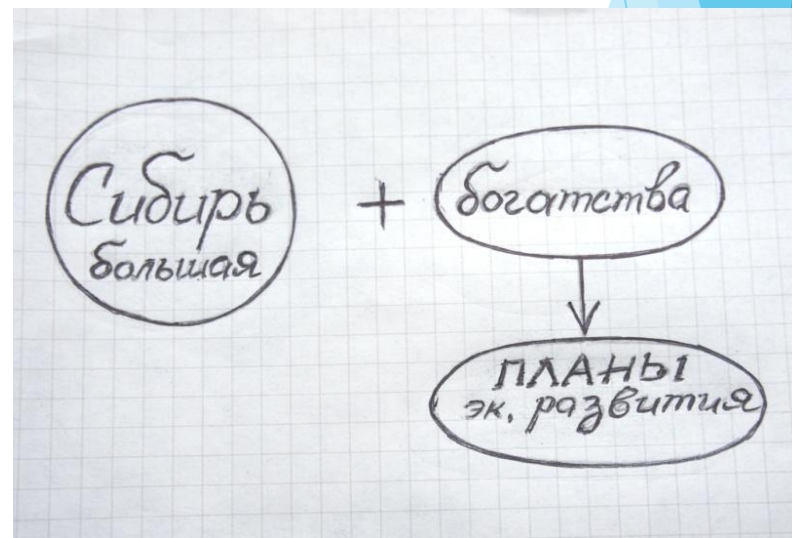 Сибирь
большая
+
богатства
ПЛАНЫ
эк. развития